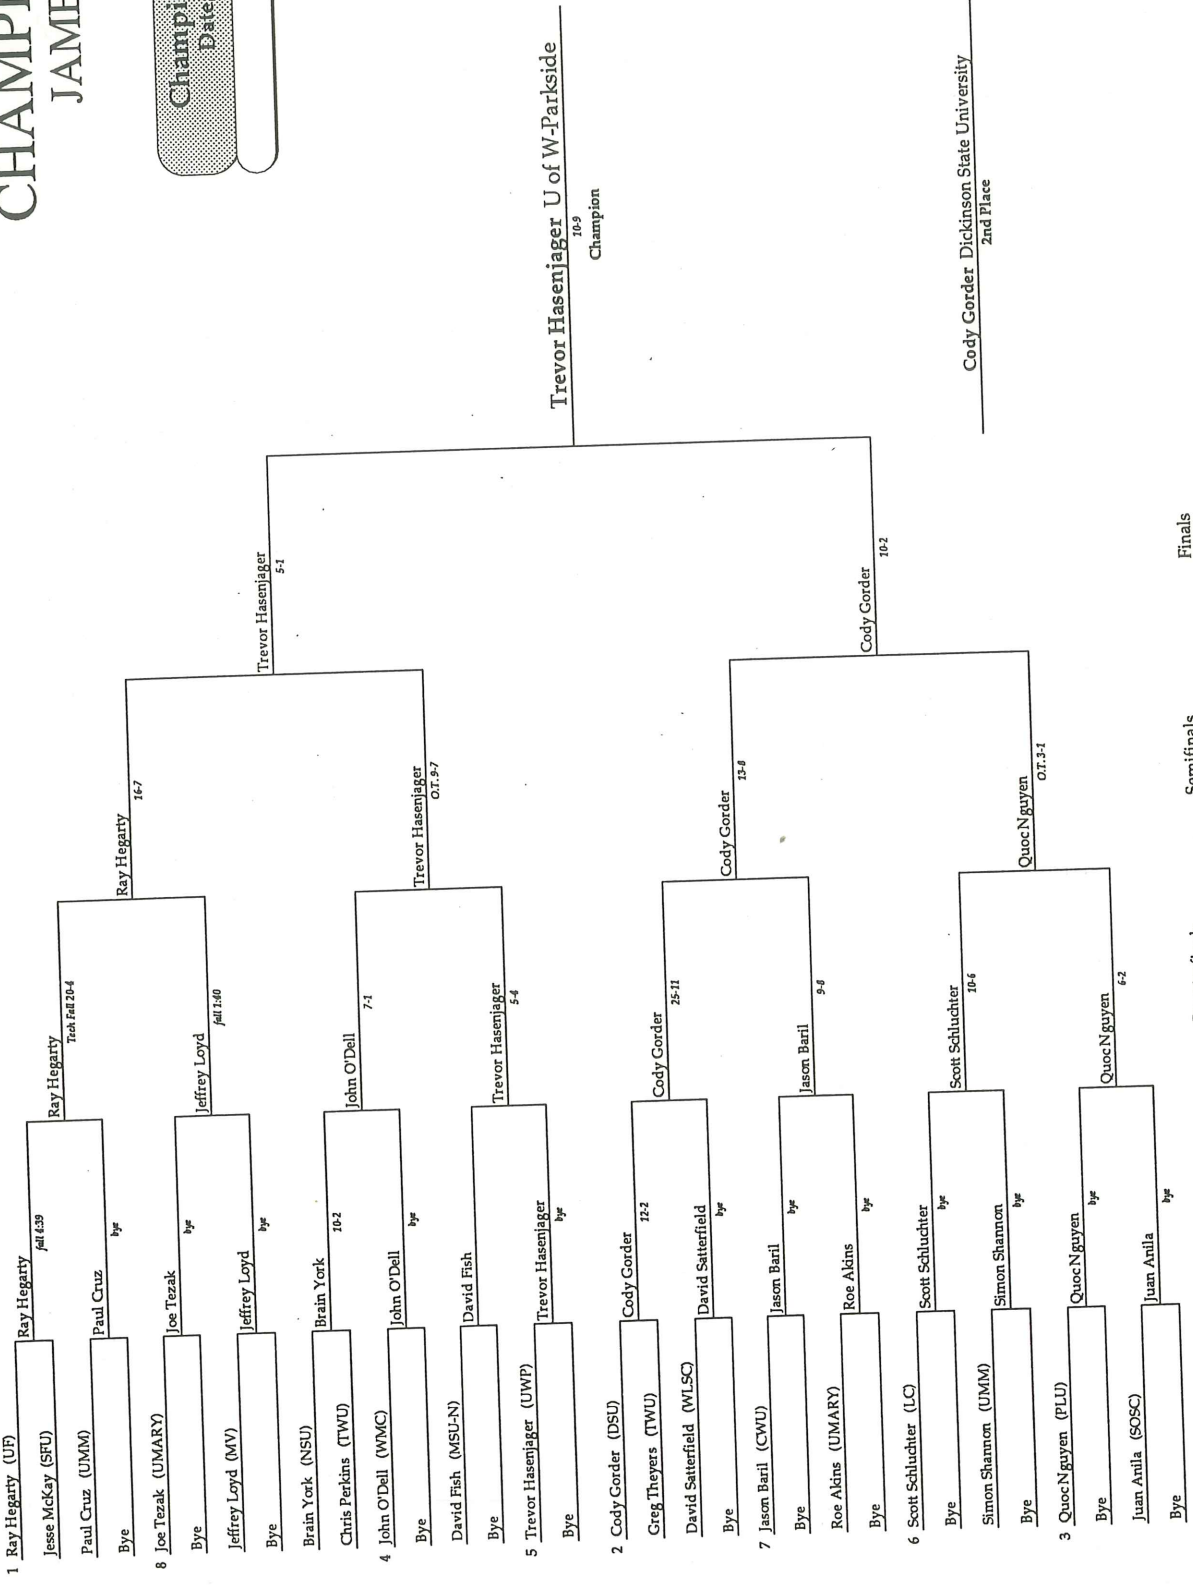 CHAMPI
JAME
Champi
Date
1 Ray Hegarty (UF)
Jesse McKay (SFU)
Paul Cruz (UMM)
Bye
8 Joe Tezak (UMARY)
Bye
Jeffrey Loyd (MV)
Bye
Brain York (NSU)
Chris Perkins (TWU)
4 John O'Dell (WMC)
Bye
David Fish (MSU-N)
Bye
5 Trevor Hasenjager (UWP)
Bye
2 Cody Gorder (DSU)
Greg Theyers (TWU)
David Satterfield (WLSC)
Bye
7 Jason Baril (CWU)
Bye
Roe Akins (UMARY)
Bye
6 Scott Schluchter (LC)
Bye
Simon Shannon (UMM)
Bye
3 Quoc Nguyen (PLU)
Bye
Juan Anila (SOSC)
Bye
Ray Hegarty
fall 4:39
Paul Cruz
bye
Joe Tezak
bye
Jeffrey Loyd
bye
Brain York
10-2
John O'Dell
bye
David Fish
Trevor Hasenjager
bye
Cody Gorder
12-2
David Satterfield
bye
Jason Baril
bye
Roe Akins
bye
Scott Schluchter
bye
Simon Shannon
bye
Quoc Nguyen
bye
Juan Anila
bye
Ray Hegarty
Tech Fall 20-4
Jeffrey Loyd
fall 1:40
John O'Dell
7-1
Trevor Hasenjager
5-4
Cody Gorder
25-11
Jason Baril
9-8
Scott Schluchter
10-6
Quoc Nguyen
6-2
Ray Hegarty
16-7
Trevor Hasenjager
O.T. 9-7
Cody Gorder
13-8
Quoc Nguyen
O.T. 3-1
Semifinals
Trevor Hasenjager
5-1
Cody Gorder
10-2
Finals
Trevor Hasenjager U of W-Parkside
10-9
Champion
Cody Gorder Dickinson State University
2nd Place